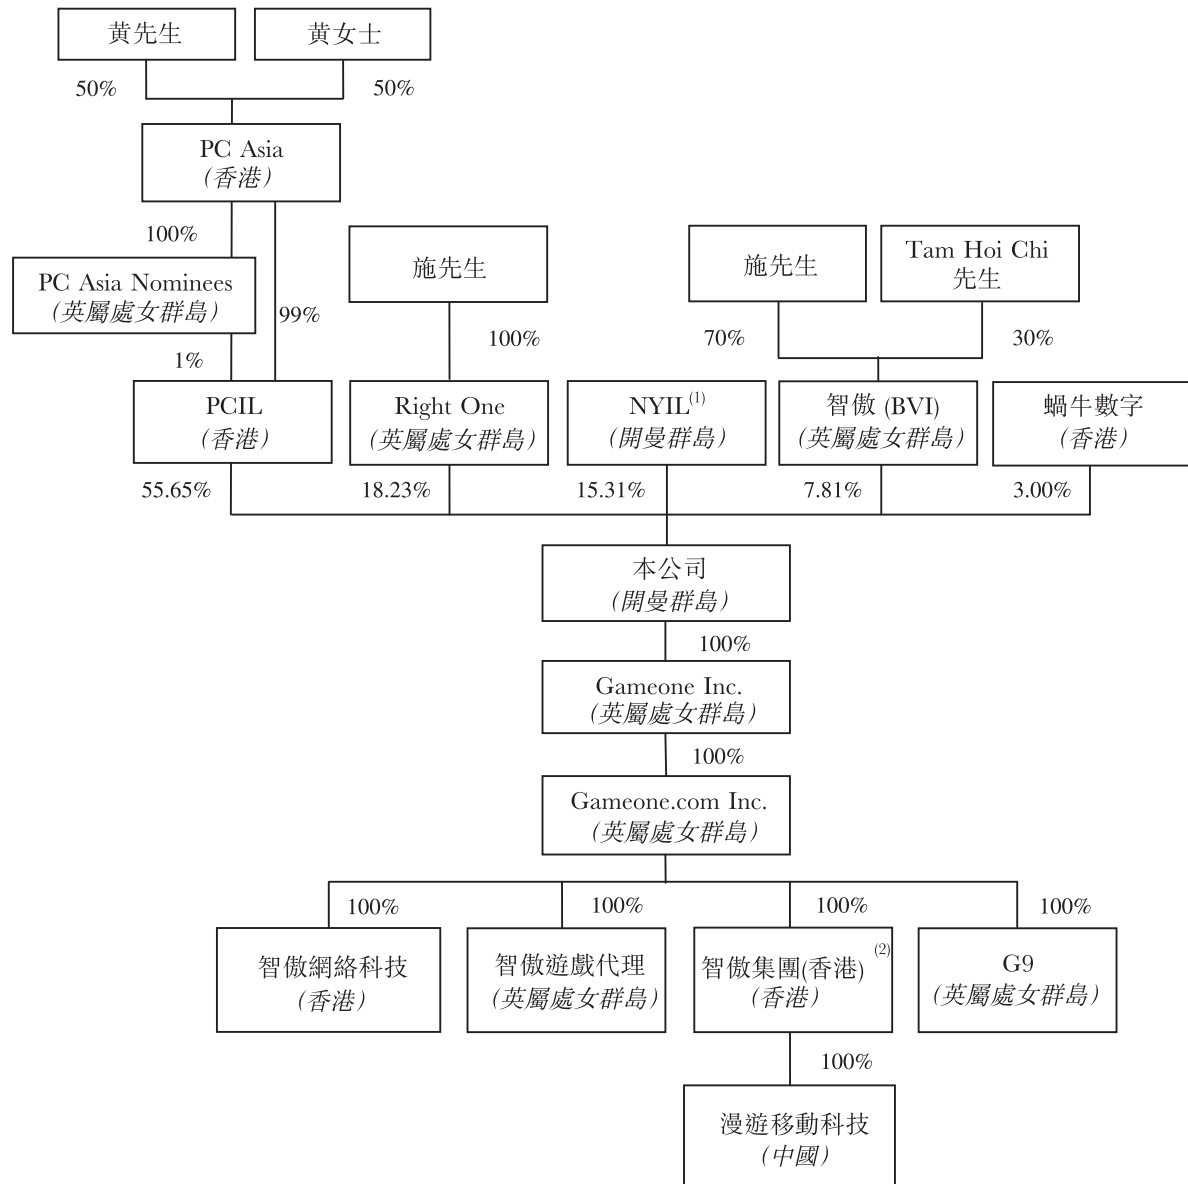 黃先生
黃女士
50%
50%
PC Asia
(香港)
100%
99%
PC Asia Nominees
(英屬處女群島)
1%
施先生
100%
施先生
Tam Hoi Chi
先生
70%
30%
PCIL
(香港)
Right One
(英屬處女群島)
NYIL(1)
(開曼群島)
智傲 (BVI)
(英屬處女群島)
蝸牛數字
(香港)
55.65%
18.23%
15.31%
7.81%
3.00%
本公司
(開曼群島)
100%
Gameone Inc.
(英屬處女群島)
100%
Gameone.com Inc.
(英屬處女群島)
100%
100%
100%
100%
智傲網絡科技
(香港)
智傲遊戲代理
(英屬處女群島)
智傲集團(香港)(2)
(香港)
G9
(英屬處女群島)
100%
漫遊移動科技
(中國)